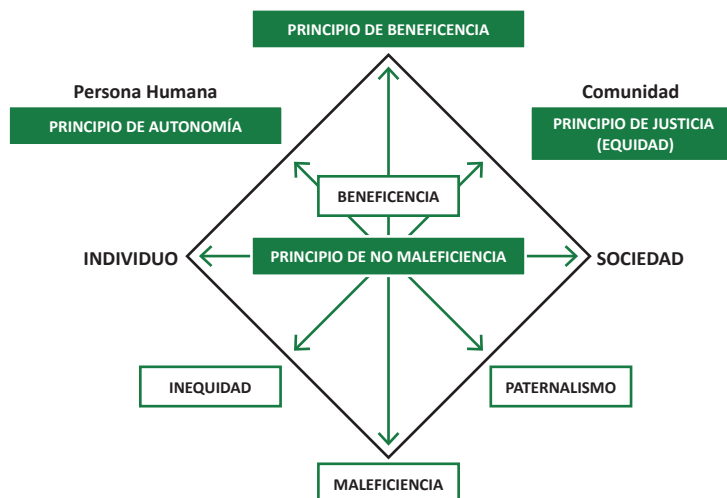 PRINCIPIO DE BENEFICENCIA
Persona Humana
PRINCIPIO DE AUTONOMÍA
Comunidad
PRINCIPIO DE JUSTICIA
(EQUIDAD)
BENEFICENCIA
INDIVIDUO
PRINCIPIO DE NO MALEFICIENCIA
SOCIEDAD
INEQUIDAD
PATERNALISMO
MALEFICIENCIA